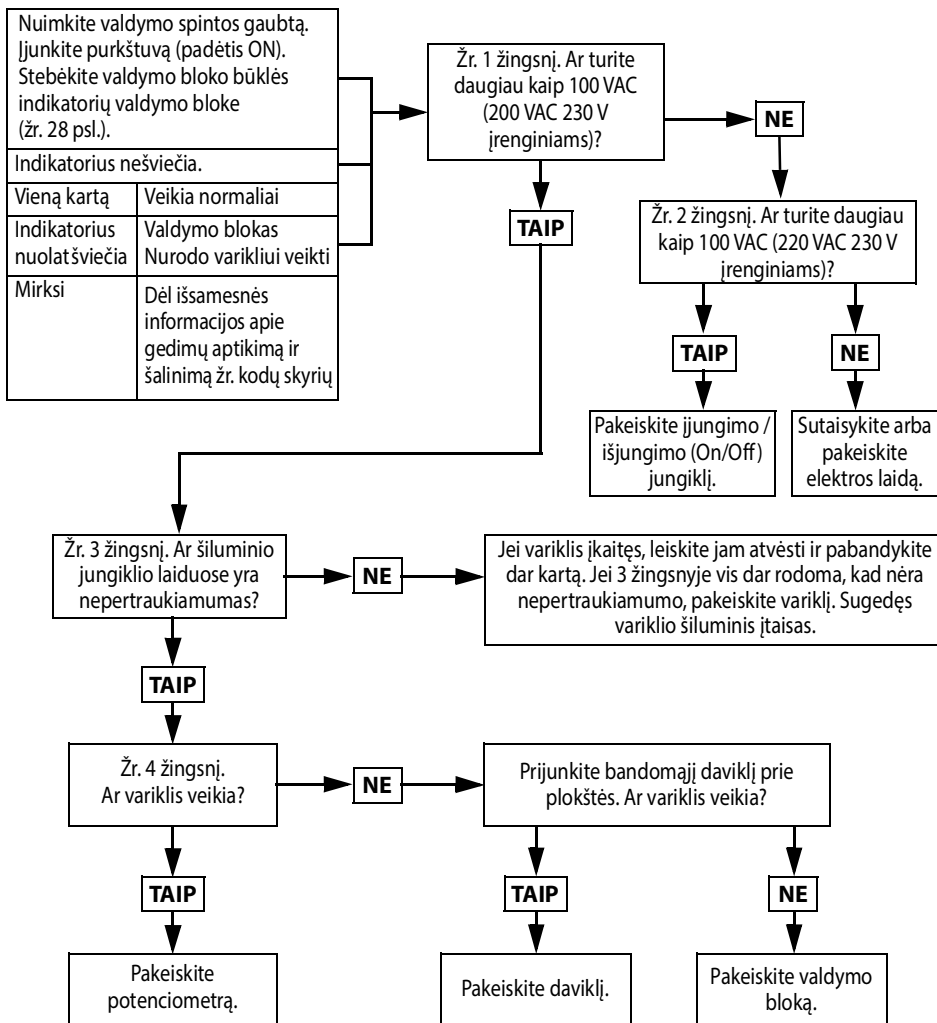 Nuimkite valdymo spintos gaubtą.
Įjunkite purkštuvą (padėtis ON).
Stebėkite valdymo bloko būklės
indikatorių valdymo bloke
(žr. 28 psl.).
Indikatorius nešviečia.
Vieną kartą
Veikia normaliai
Indikatorius
nuolat šviečia
Valdymo blokas
Nurodo varikliui veikti
Mirksi
Dėl išsamesnės
informacijos apie
gedimų aptikimą ir
šalinimą žr. kodų skyrių
Žr. 1 žingsnį. Ar turite
daugiau kaip 100 VAC
(200 VAC 230 V
įrenginiams)?
NE
TAIP
Žr. 2 žingsnį. Ar turite daugiau
kaip 100 VAC (220 VAC 230 V
įrenginiams)?
TAIP
NE
Pakeiskite įjungimo /
išjungimo (On/Off)
jungiklį.
Sutaisykite arba
pakeiskite
elektros laidą.
Žr. 3 žingsnį. Ar šiluminio
jungiklio laiduose yra
nepertraukiamumas?
NE
Jei variklis įkaitęs, leiskite jam atvėsti ir pabandykite
dar kartą. Jei 3 žingsnyje vis dar rodoma, kad nėra
nepertraukiamumo, pakeiskite variklį. Sugedęs
variklio šiluminis įtaisas.
TAIP
Žr. 4 žingsnį.
Ar variklis veikia?
NE
Prijunkite bandomąjį daviklį prie
plokštės. Ar variklis veikia?
TAIP
TAIP
NE
Pakeiskite
potenciometrą.
Pakeiskite daviklį.
Pakeiskite valdymo
bloką.